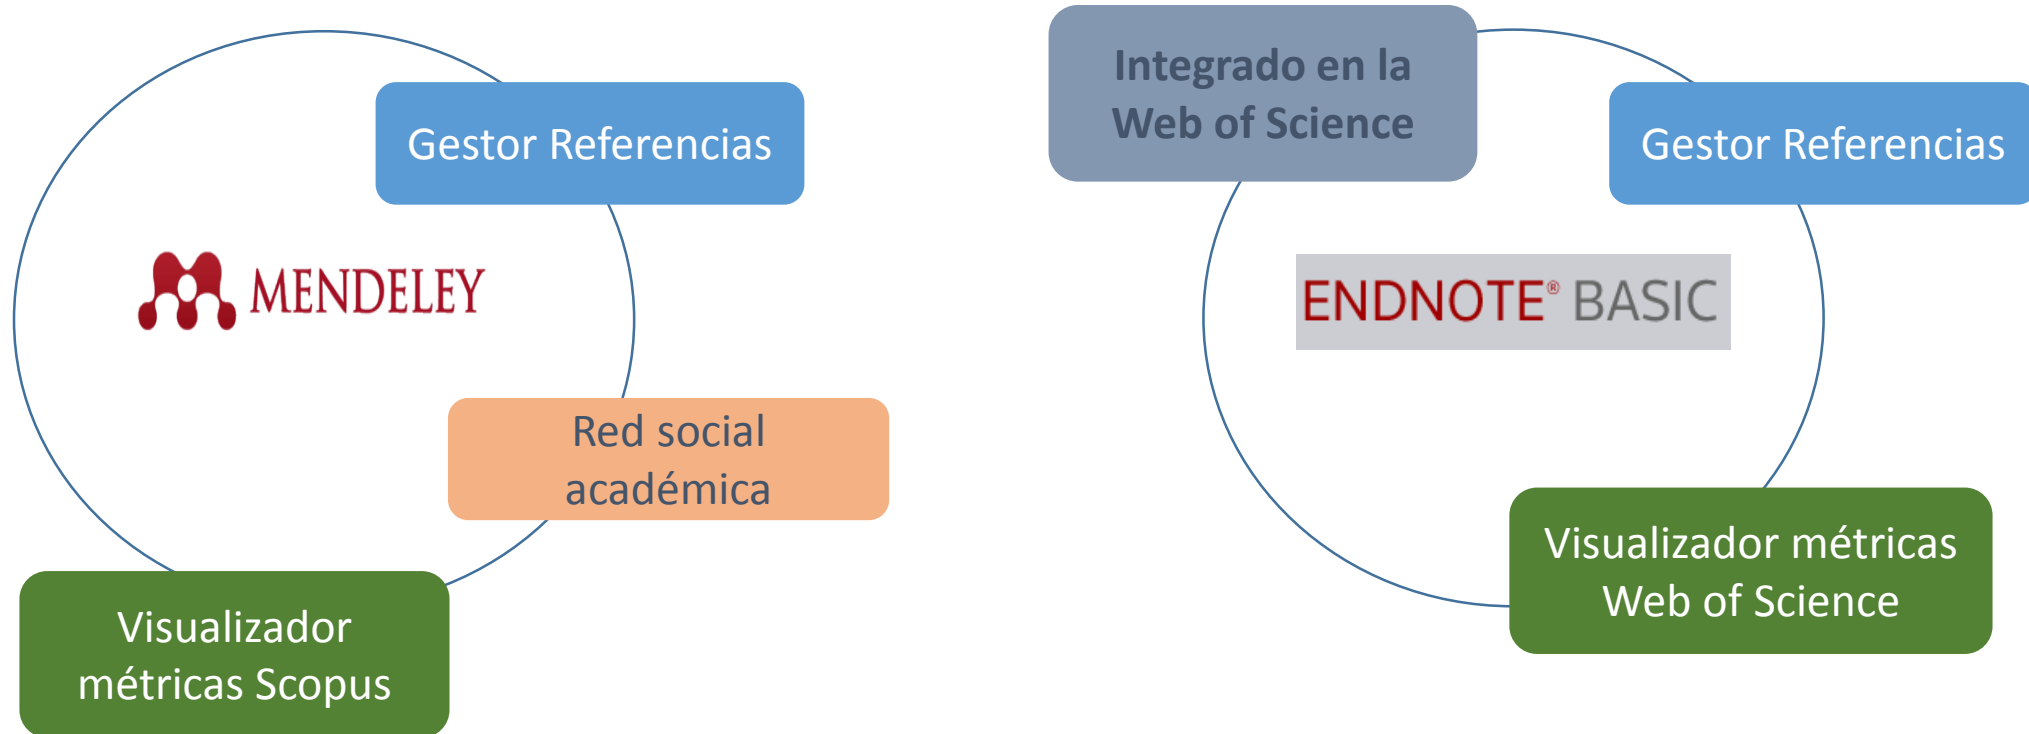 Gestor Referencias
MENDELEY
Red social
académica
Visualizador
métricas Scopus
Integrado en la
Web of Science
Gestor Referencias
ENDNOTE® BASIC
Visualizador métricas
Web of Science